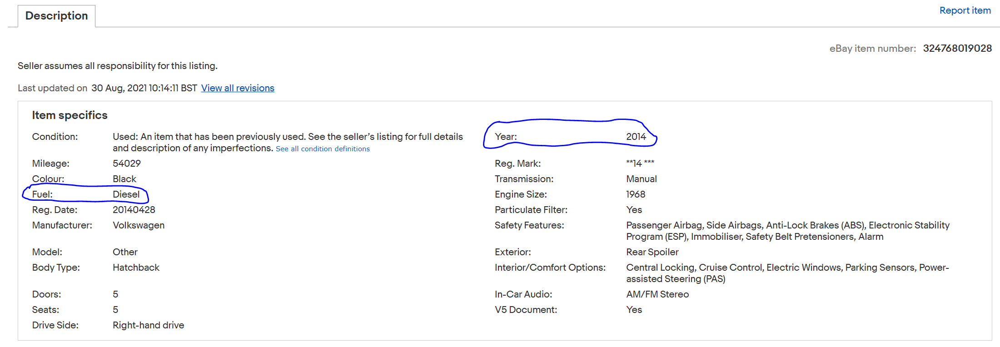 Description
Report item
eBay item number: 324768019028
Seller assumes all responsibility for this listing.
Last updated on 30 Aug, 2021 10:14:11 BST View all revisions
Item specifics
Condition: Used: An item that has been previously used. See the seller's listing for full details
and description of any imperfections. See all condition definitions
Year: 2014
Mileage: 54029
Reg. Mark: **14 ***
Colour: Black
Transmission: Manual
Fuel: Diesel
Engine Size: 1968
Reg. Date: 20140428
Particulate Filter: Yes
Manufacturer: Volkswagen
Safety Features: Passenger Airbag, Side Airbags, Anti-Lock Brakes (ABS), Electronic Stability
Program (ESP), Immobiliser, Safety Belt Pretensioners, Alarm
Model: Other
Exterior: Rear Spoiler
Body Type: Hatchback
Interior/Comfort Options: Central Locking, Cruise Control, Electric Windows, Parking Sensors, Power-
assisted Steering (PAS)
Doors: 5
In-Car Audio: AM/FM Stereo
Seats: 5
V5 Document: Yes
Drive Side: Right-hand drive